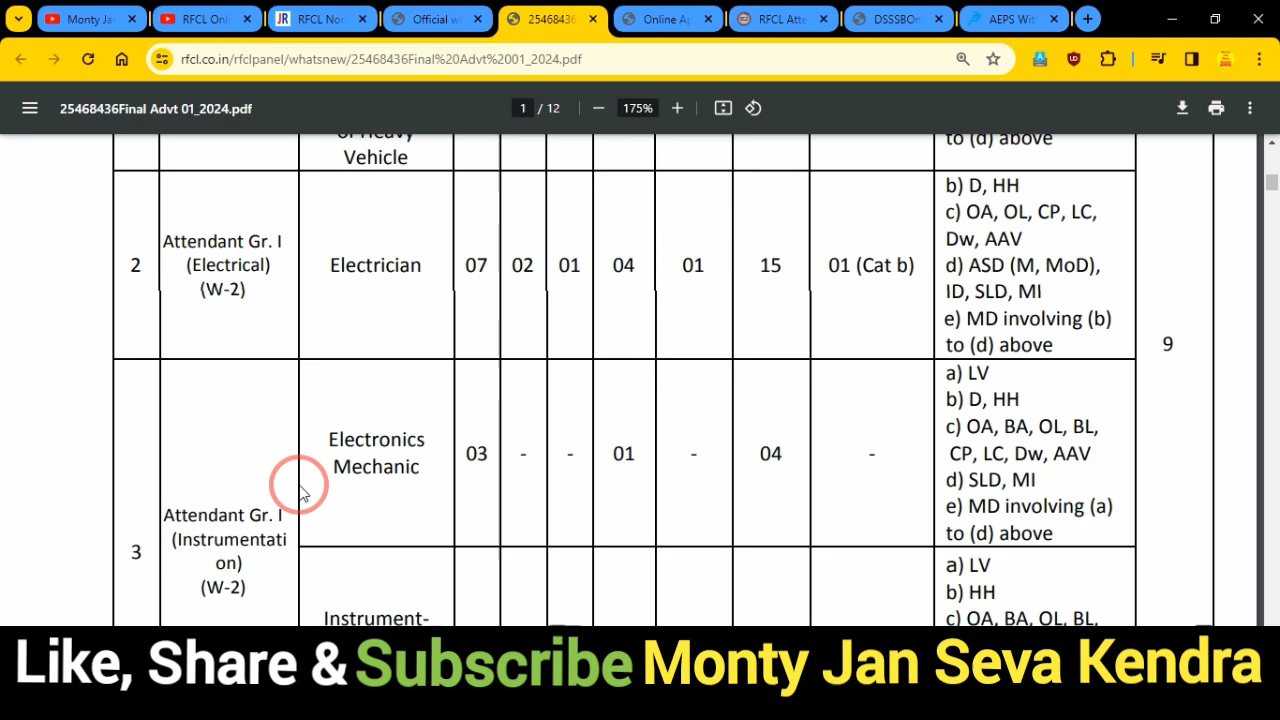 Monty Ja
RFCL Onl
RFCL Non
Official w
25468436
Online Ap
RFCL Atte
DSSSBOn
AEPS Wit
rfcl.co.in/rfclpanel/whatsnew/25468436Final%20Advt%2001_2024.pdf
25468436Final Advt 01_2024.pdf
1 / 12
175%
of Heavy
Vehicle
to (d) above
2
Attendant Gr. I
(Electrical)
(W-2)
Electrician
07
02
01
04
01
15
01 (Cat b)
b) D, HH
c) OA, OL, CP, LC,
Dw, AAV
d) ASD (M, MoD),
ID, SLD, MI
e) MD involving (b)
to (d) above
9
3
Attendant Gr. I
(Instrumentati
on)
(W-2)
Electronics
Mechanic
03
-
-
01
-
04
-
a) LV
b) D, HH
c) OA, BA, OL, BL,
CP, LC, Dw, AAV
d) SLD, MI
e) MD involving (a)
to (d) above
Instrument-
a) LV
b) HH
c) OA, BA, OL, BL,
Like, Share & Subscribe Monty Jan Seva Kendra